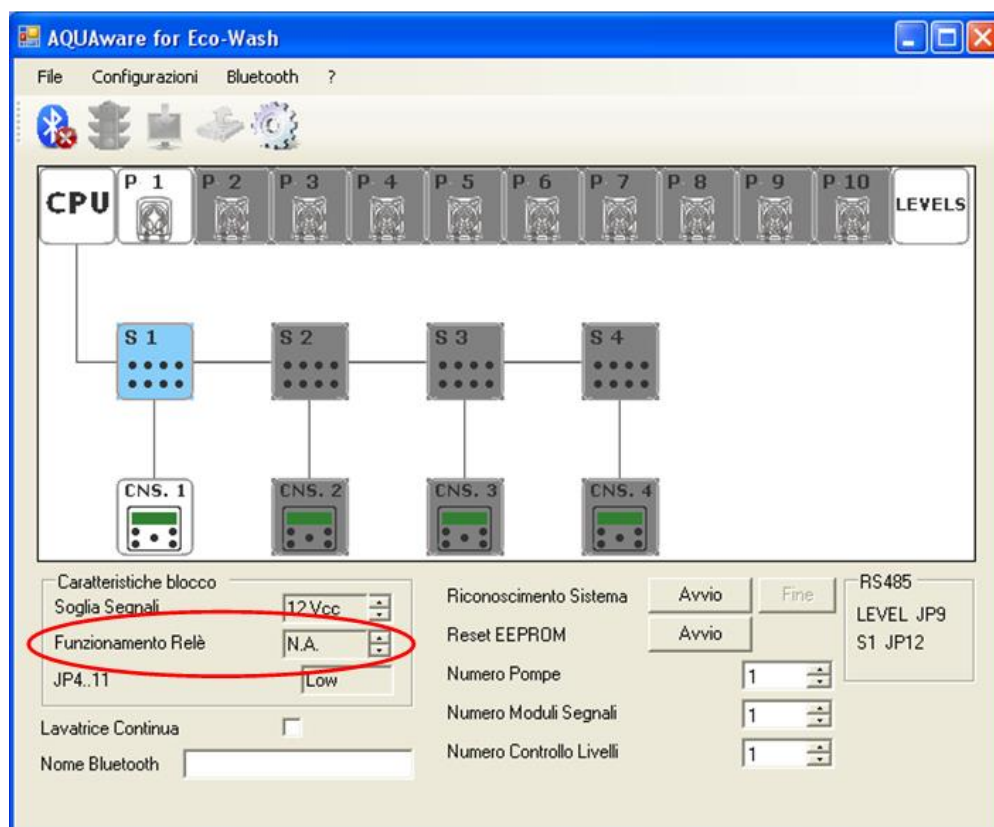 AQUAware for Eco-Wash
File Configurazioni Bluetooth ?
CPU P 1 P 2 P 3 P 4 P 5 P 6 P 7 P 8 P 9 P 10 LEVELS
S 1 S 2 S 3 S 4
CNS. 1 CNS. 2 CNS. 3 CNS. 4
Caratteristiche blocco
Soglia Segnali 12 Vcc
Funzionamento Relè N.A.
JP4..11 Low
Lavatrice Continua
Nome Bluetooth
Riconoscimento Sistema Avvio Fine
Reset EEPROM Avvio
Numero Pompe 1
Numero Moduli Segnali 1
Numero Controllo Livelli 1
RS485
LEVEL JP9
S1 JP12